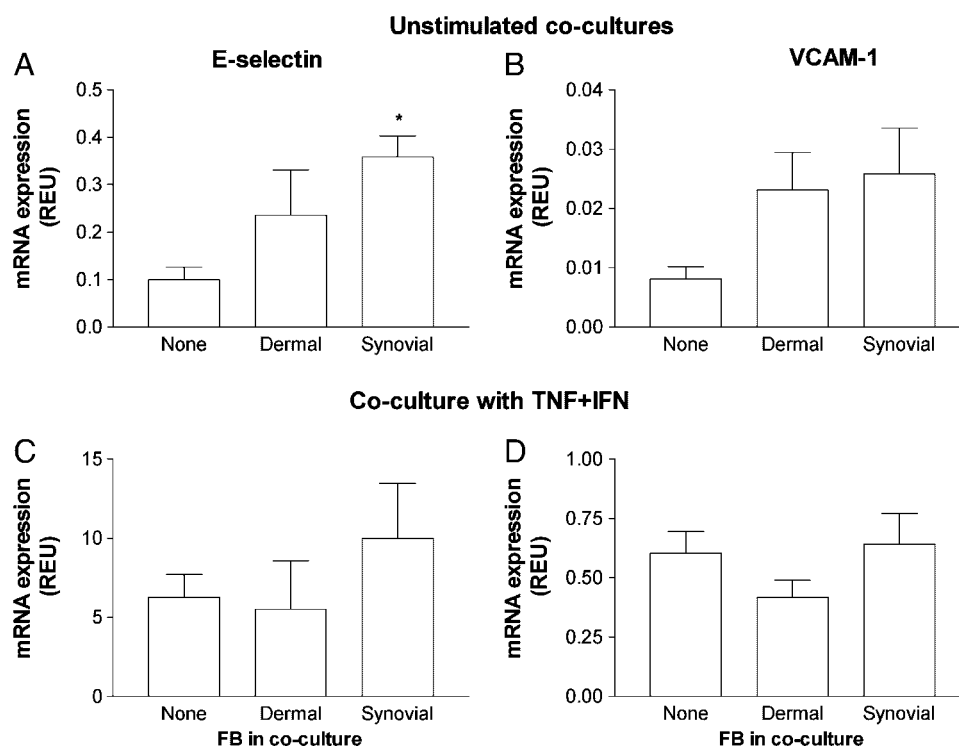 Unstimulated co-cultures
A
E-selectin
mRNA expression
(REU)
0.5
0.4
0.3
0.2
0.1
0.0
*
None Dermal Synovial
B
VCAM-1
mRNA expression
(REU)
0.04
0.03
0.02
0.01
0.00
None Dermal Synovial
Co-culture with TNF+IFN
C
mRNA expression
(REU)
15
10
5
0
None Dermal Synovial
FB in co-culture
D
mRNA expression
(REU)
1.00
0.75
0.50
0.25
0.00
None Dermal Synovial
FB in co-culture